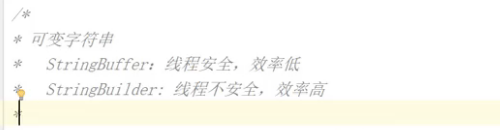 /*
* 可变字符串
* StringBuffer：线程安全，效率低
* StringBuilder: 线程不安全，效率高
*